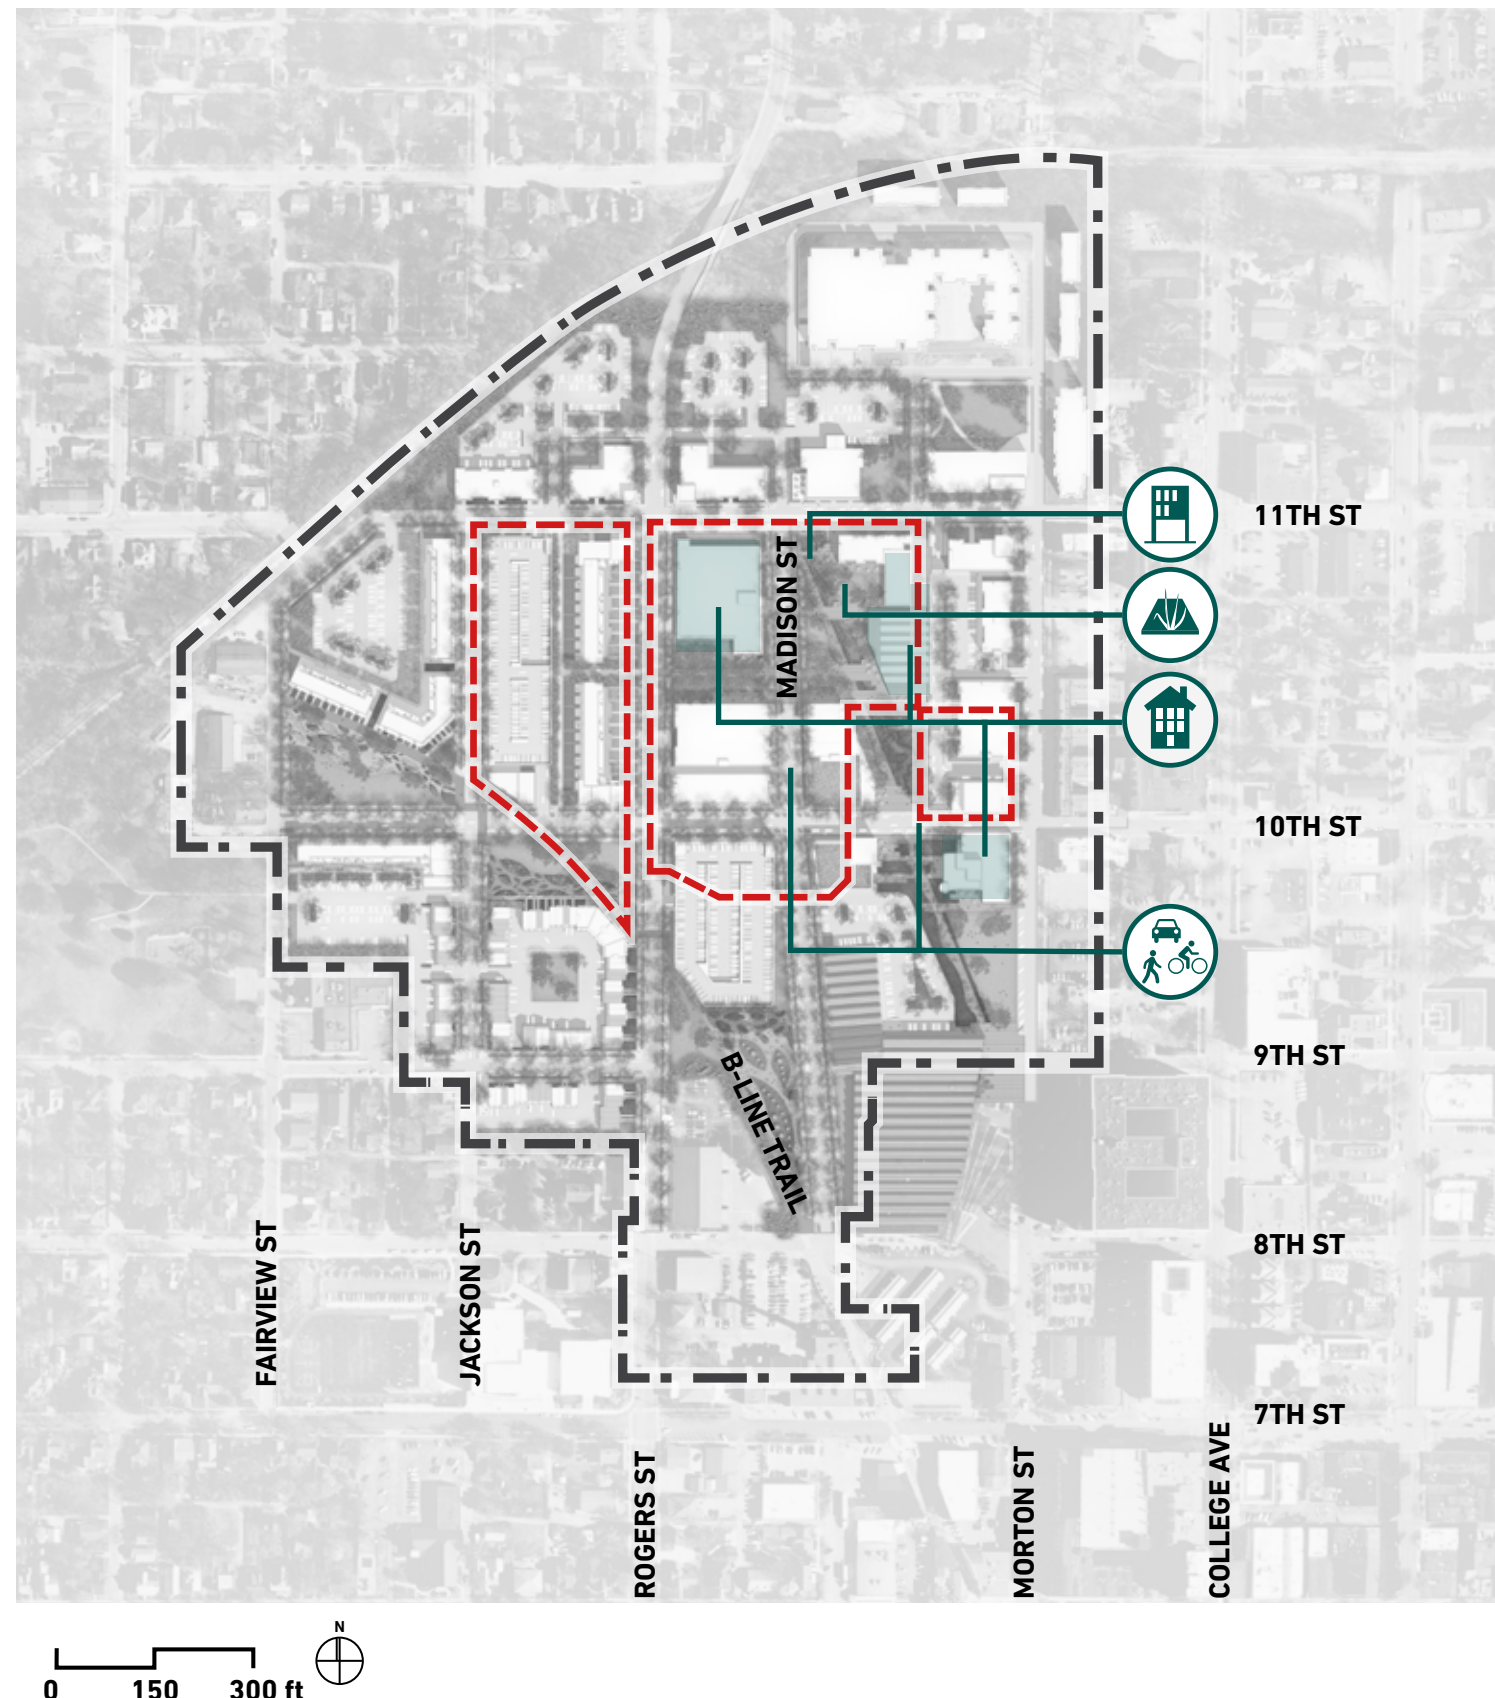 11TH ST
MADISON ST
10TH ST
9TH ST
B-LINE TRAIL
8TH ST
FAIRVIEW ST
JACKSON ST
7TH ST
ROGERS ST
MORTON ST
COLLEGE AVE
N
0 150 300 ft